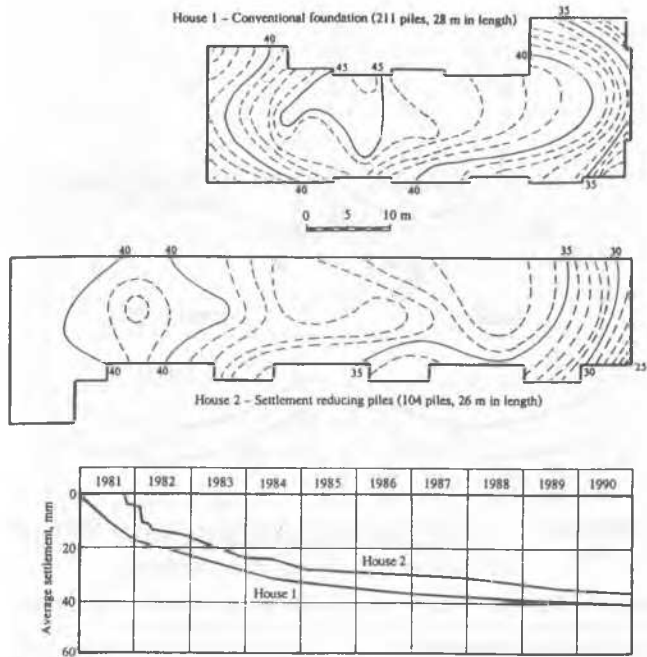 House 1 – Conventional foundation (211 piles, 28 m in length)
35
40
45 45
40
40
40
35
0 5 10 m
40 40
35 30
40 40
35
30
25
House 2 – Settlement reducing piles (104 piles, 26 m in length)
1981 1982 1983 1984 1985 1986 1987 1988 1989 1990
Average settlement, mm
0
20
40
60
House 2
House 1